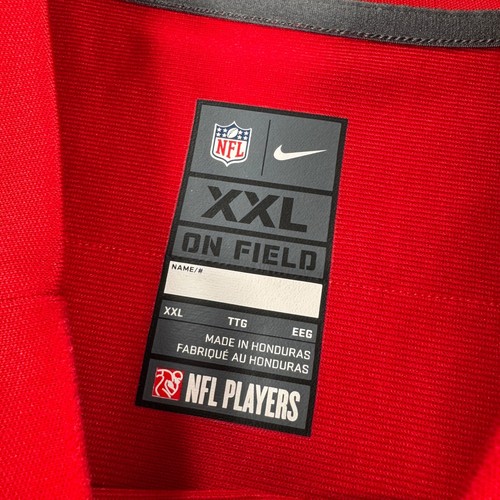 NFL
XXL
ON FIELD
NAME/#
XXL TTG EEG
MADE IN HONDURAS
FABRIQUÉ AU HONDURAS
NFL PLAYERS